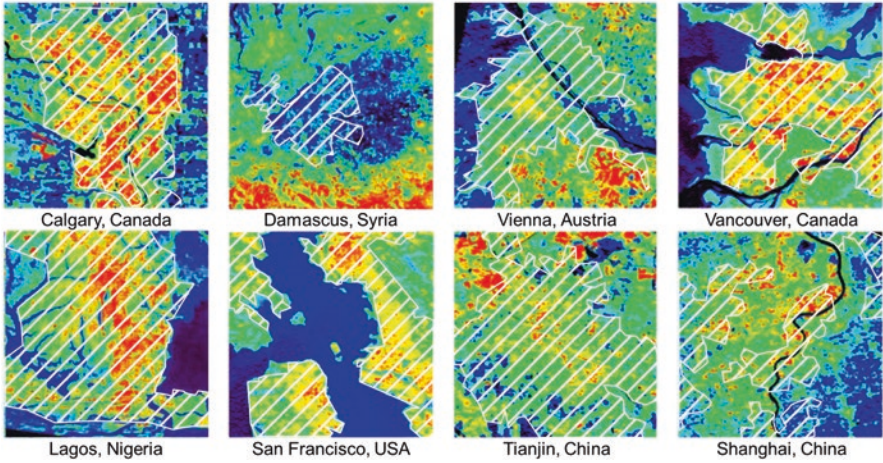 Calgary, Canada
Damascus, Syria
Vienna, Austria
Vancouver, Canada
Lagos, Nigeria
San Francisco, USA
Tianjin, China
Shanghai, China